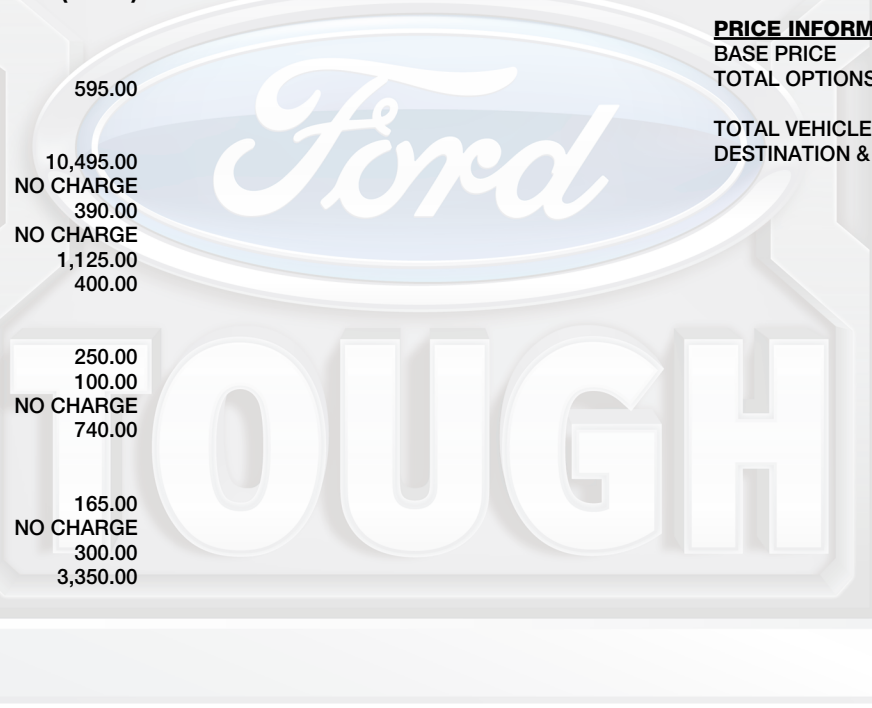 595.00
10,495.00
NO CHARGE
390.00
NO CHARGE
1,125.00
400.00
250.00
100.00
NO CHARGE
740.00
165.00
NO CHARGE
300.00
3,350.00
PRICE INFORM
BASE PRICE
TOTAL OPTIONS
TOTAL VEHICLE
DESTINATION &
Ford
TOUGH